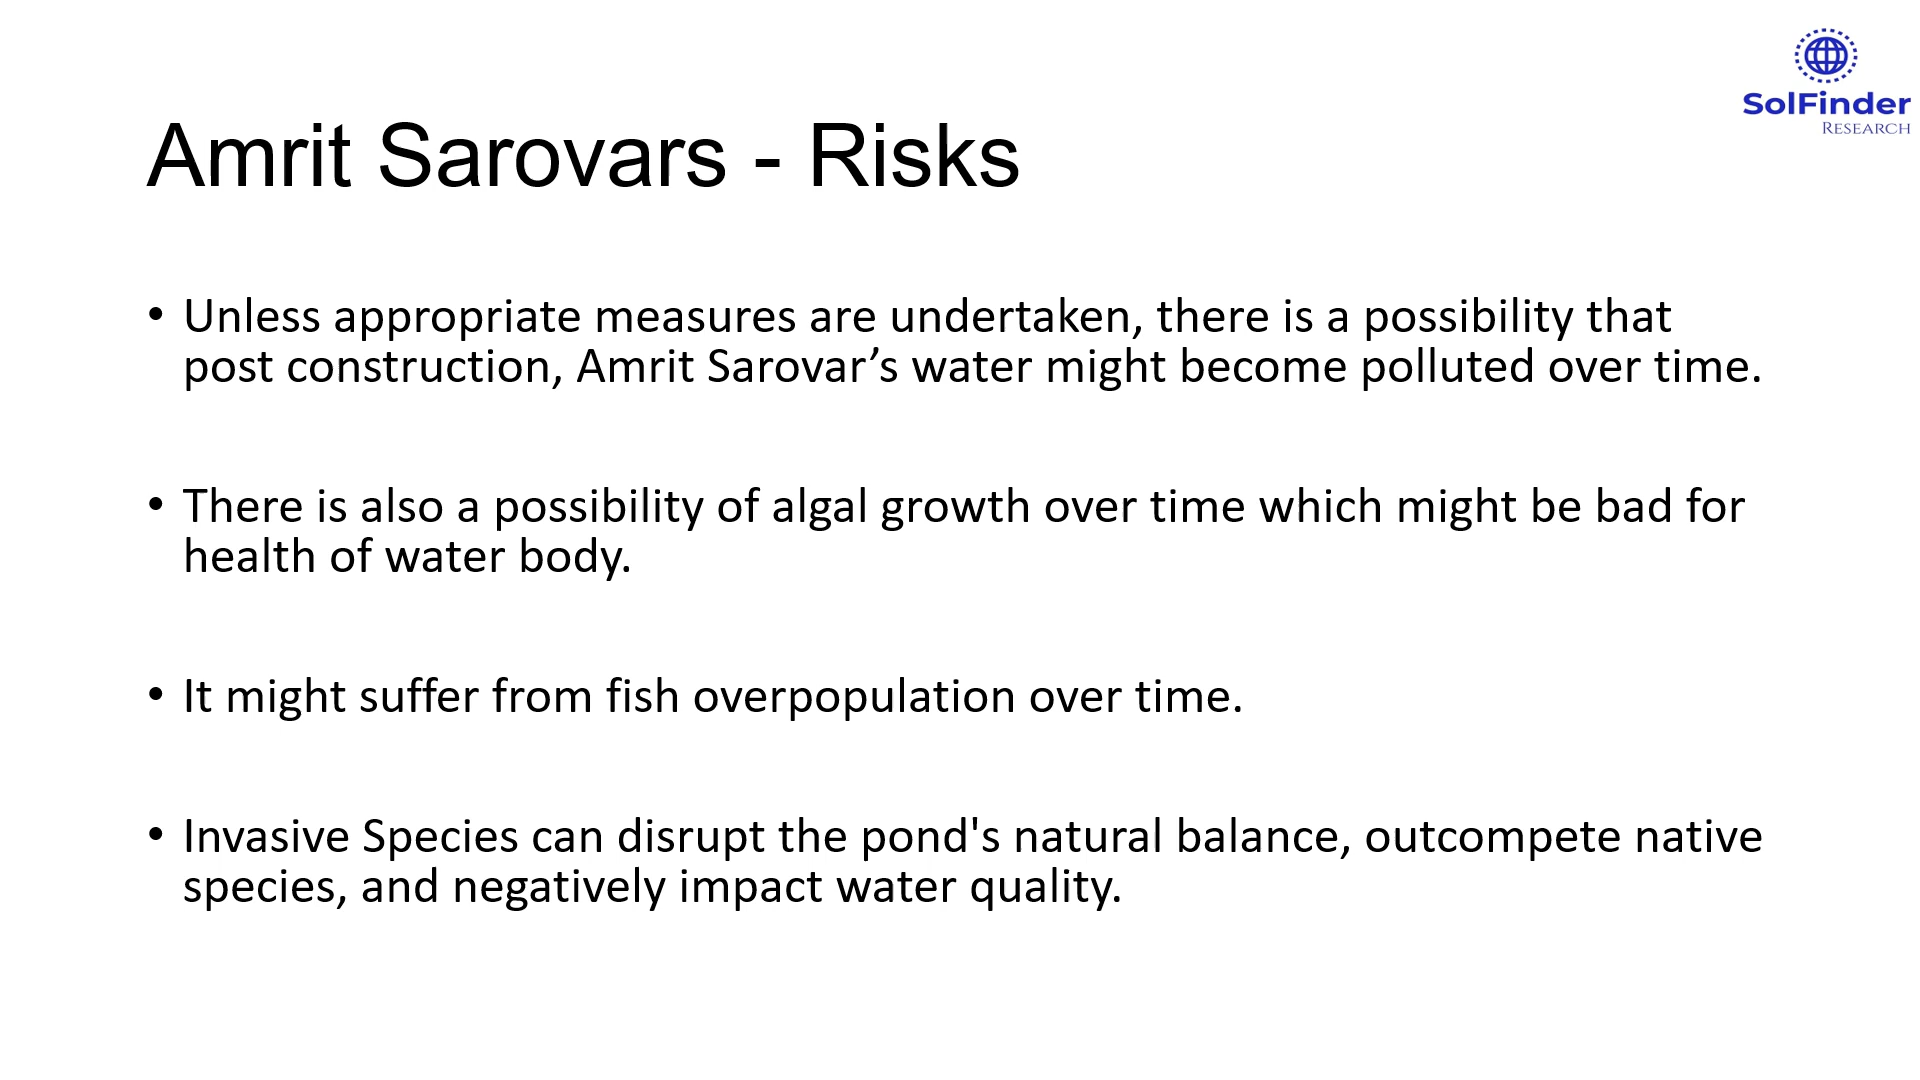 SolFinder
RESEARCH
Amrit Sarovars - Risks
• Unless appropriate measures are undertaken, there is a possibility that
post construction, Amrit Sarovar’s water might become polluted over time.
• There is also a possibility of algal growth over time which might be bad for
health of water body.
• It might suffer from fish overpopulation over time.
• Invasive Species can disrupt the pond's natural balance, outcompete native
species, and negatively impact water quality.